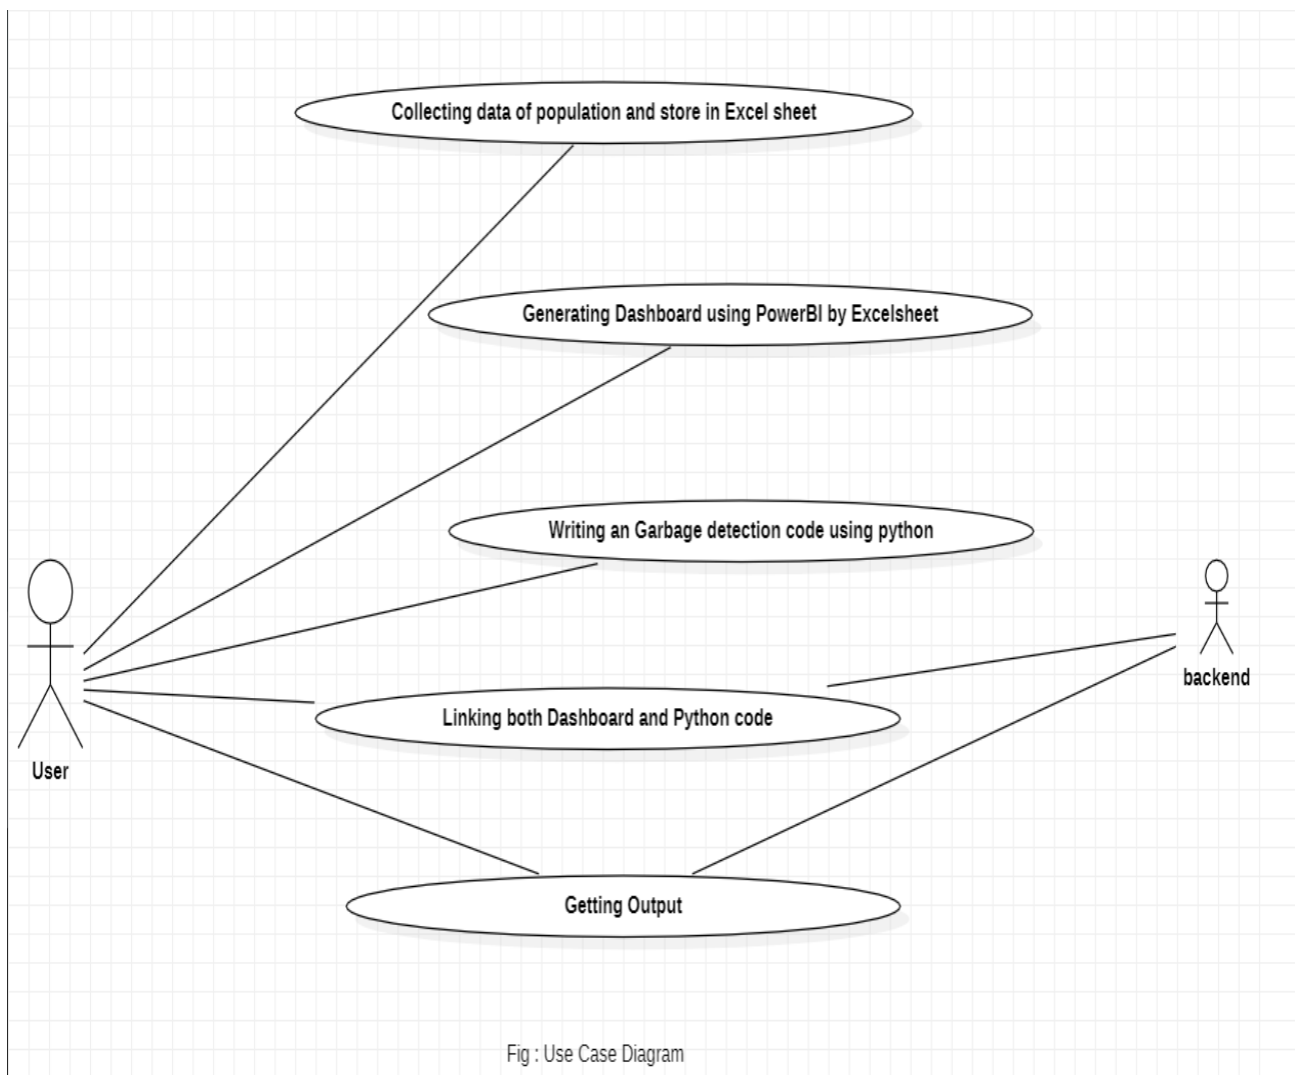 Collecting data of population and store in Excel sheet
Generating Dashboard using PowerBI by Excelsheet
Writing an Garbage detection code using python
backend
Linking both Dashboard and Python code
User
Getting Output
Fig : Use Case Diagram